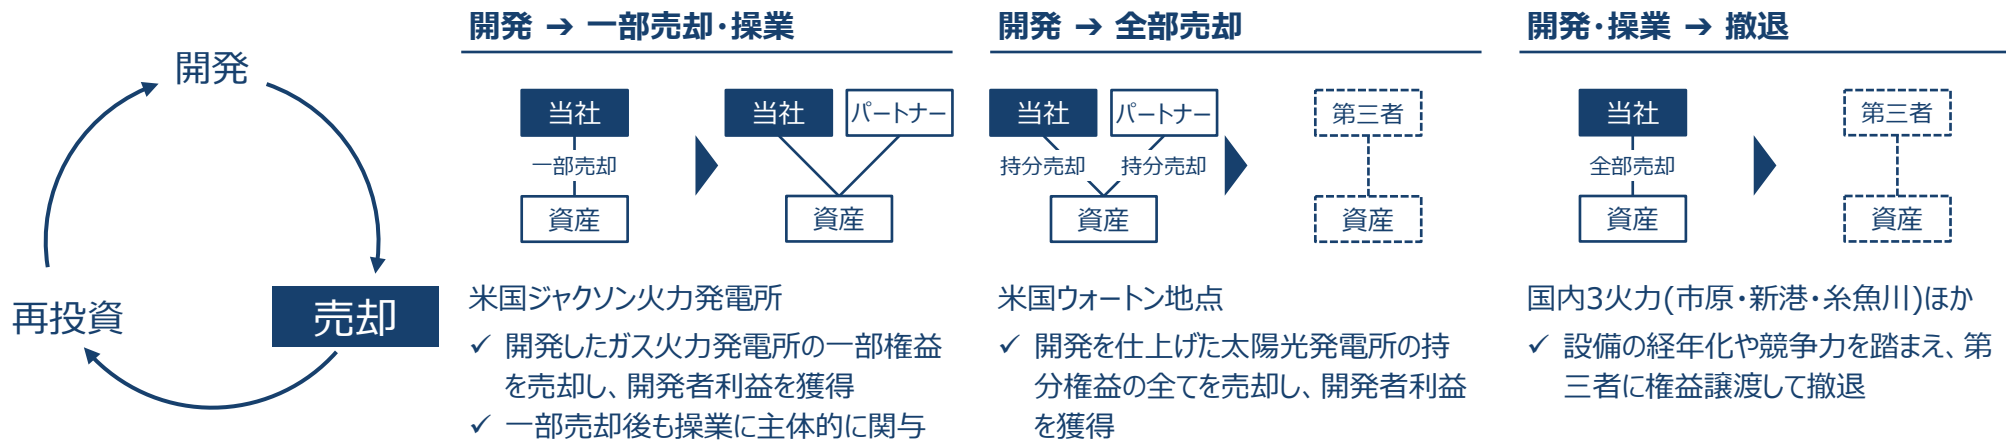 開発
売却
再投資
開発 → 一部売却・操業
当社
一部売却
資産
当社
パートナー
資産
米国ジャクソン火力発電所
✓ 開発したガス火力発電所の一部権益
を売却し、開発者利益を獲得
✓ 一部売却後も操業に主体的に関与
開発 → 全部売却
当社
パートナー
持分売却
持分売却
資産
第三者
資産
米国ウォートン地点
✓ 開発を仕上げた太陽光発電所の持
分権益の全てを売却し、開発者利益
を獲得
開発・操業 → 撤退
当社
全部売却
資産
第三者
資産
国内3火力(市原・新港・糸魚川)ほか
✓ 設備の経年化や競争力を踏まえ、第
三者に権益譲渡して撤退